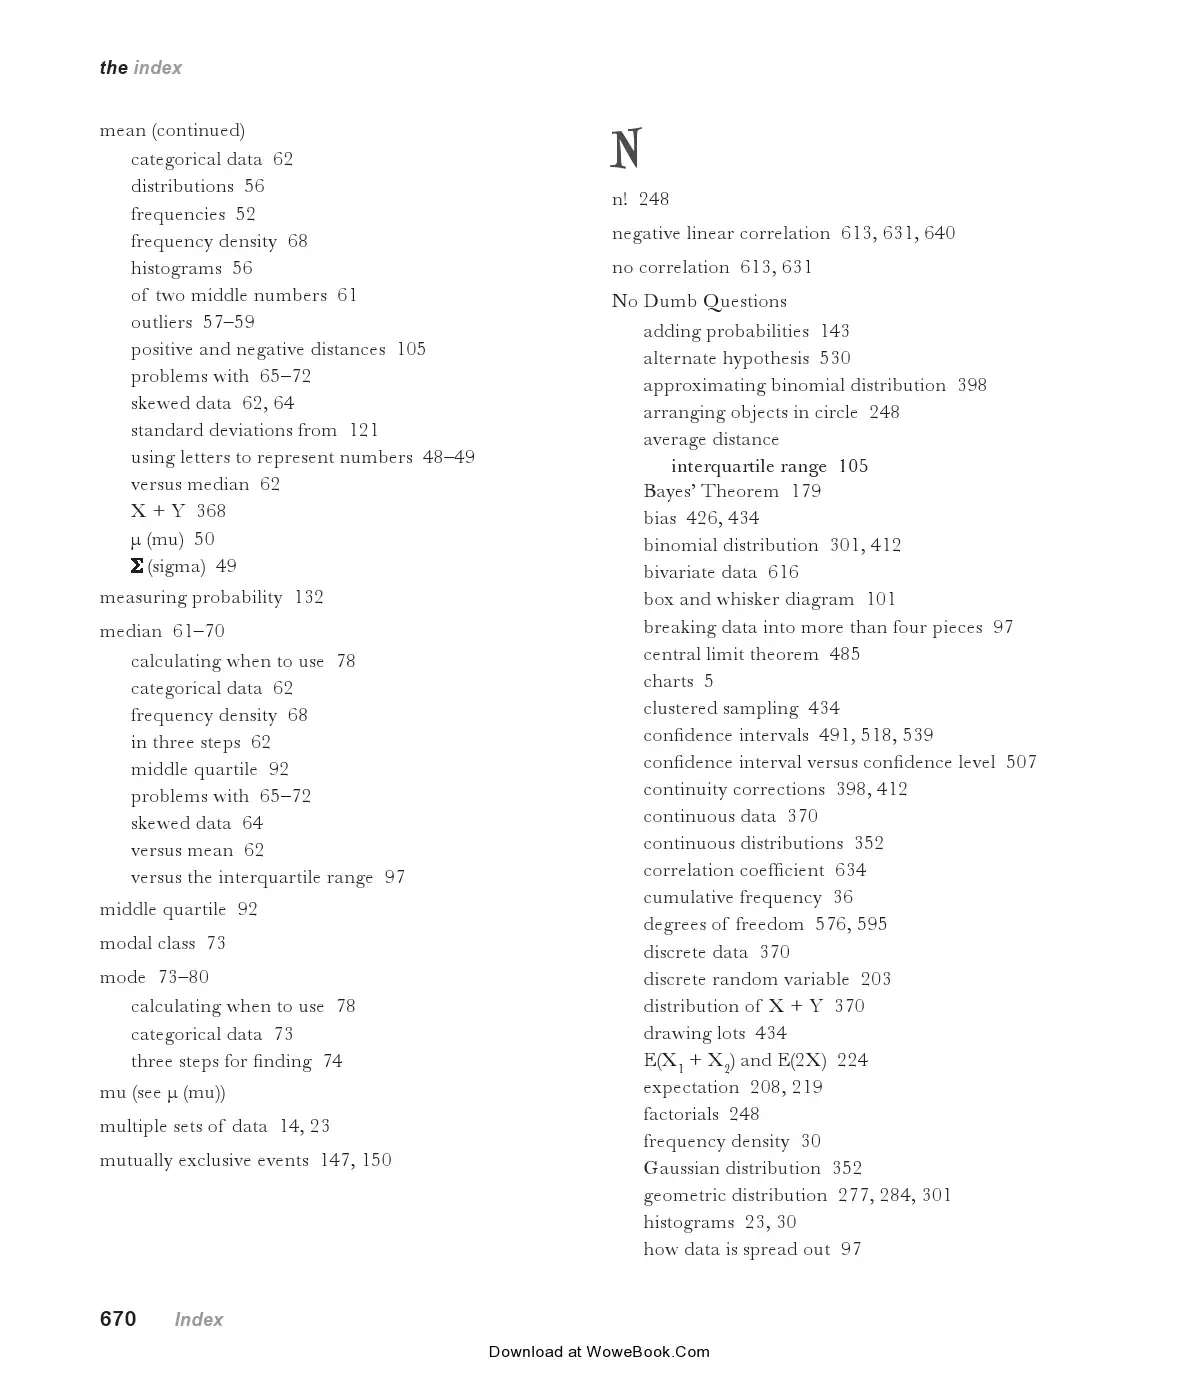 the index
mean (continued)
categorical data 62
distributions 56
frequencies 52
frequency density 68
histograms 56
of two middle numbers 61
outliers 57–59
positive and negative distances 105
problems with 65–72
skewed data 62, 64
standard deviations from 121
using letters to represent numbers 48–49
versus median 62
X + Y 368
μ (mu) 50
Σ (sigma) 49
measuring probability 132
median 61–70
calculating when to use 78
categorical data 62
frequency density 68
in three steps 62
middle quartile 92
problems with 65–72
skewed data 64
versus mean 62
versus the interquartile range 97
middle quartile 92
modal class 73
mode 73–80
calculating when to use 78
categorical data 73
three steps for finding 74
mu (see μ (mu))
multiple sets of data 14, 23
mutually exclusive events 147, 150
N
n! 248
negative linear correlation 613, 631, 640
no correlation 613, 631
No Dumb Questions
adding probabilities 143
alternate hypothesis 530
approximating binomial distribution 398
arranging objects in circle 248
average distance
interquartile range 105
Bayes’ Theorem 179
bias 426, 434
binomial distribution 301, 412
bivariate data 616
box and whisker diagram 101
breaking data into more than four pieces 97
central limit theorem 485
charts 5
clustered sampling 434
confidence intervals 491, 518, 539
confidence interval versus confidence level 507
continuity corrections 398, 412
continuous data 370
continuous distributions 352
correlation coefficient 634
cumulative frequency 36
degrees of freedom 576, 595
discrete data 370
discrete random variable 203
distribution of X + Y 370
drawing lots 434
E(X1 + X2) and E(2X) 224
expectation 208, 219
factorials 248
frequency density 30
Gaussian distribution 352
geometric distribution 277, 284, 301
histograms 23, 30
how data is spread out 97
670 Index
Download at WoweBook.Com